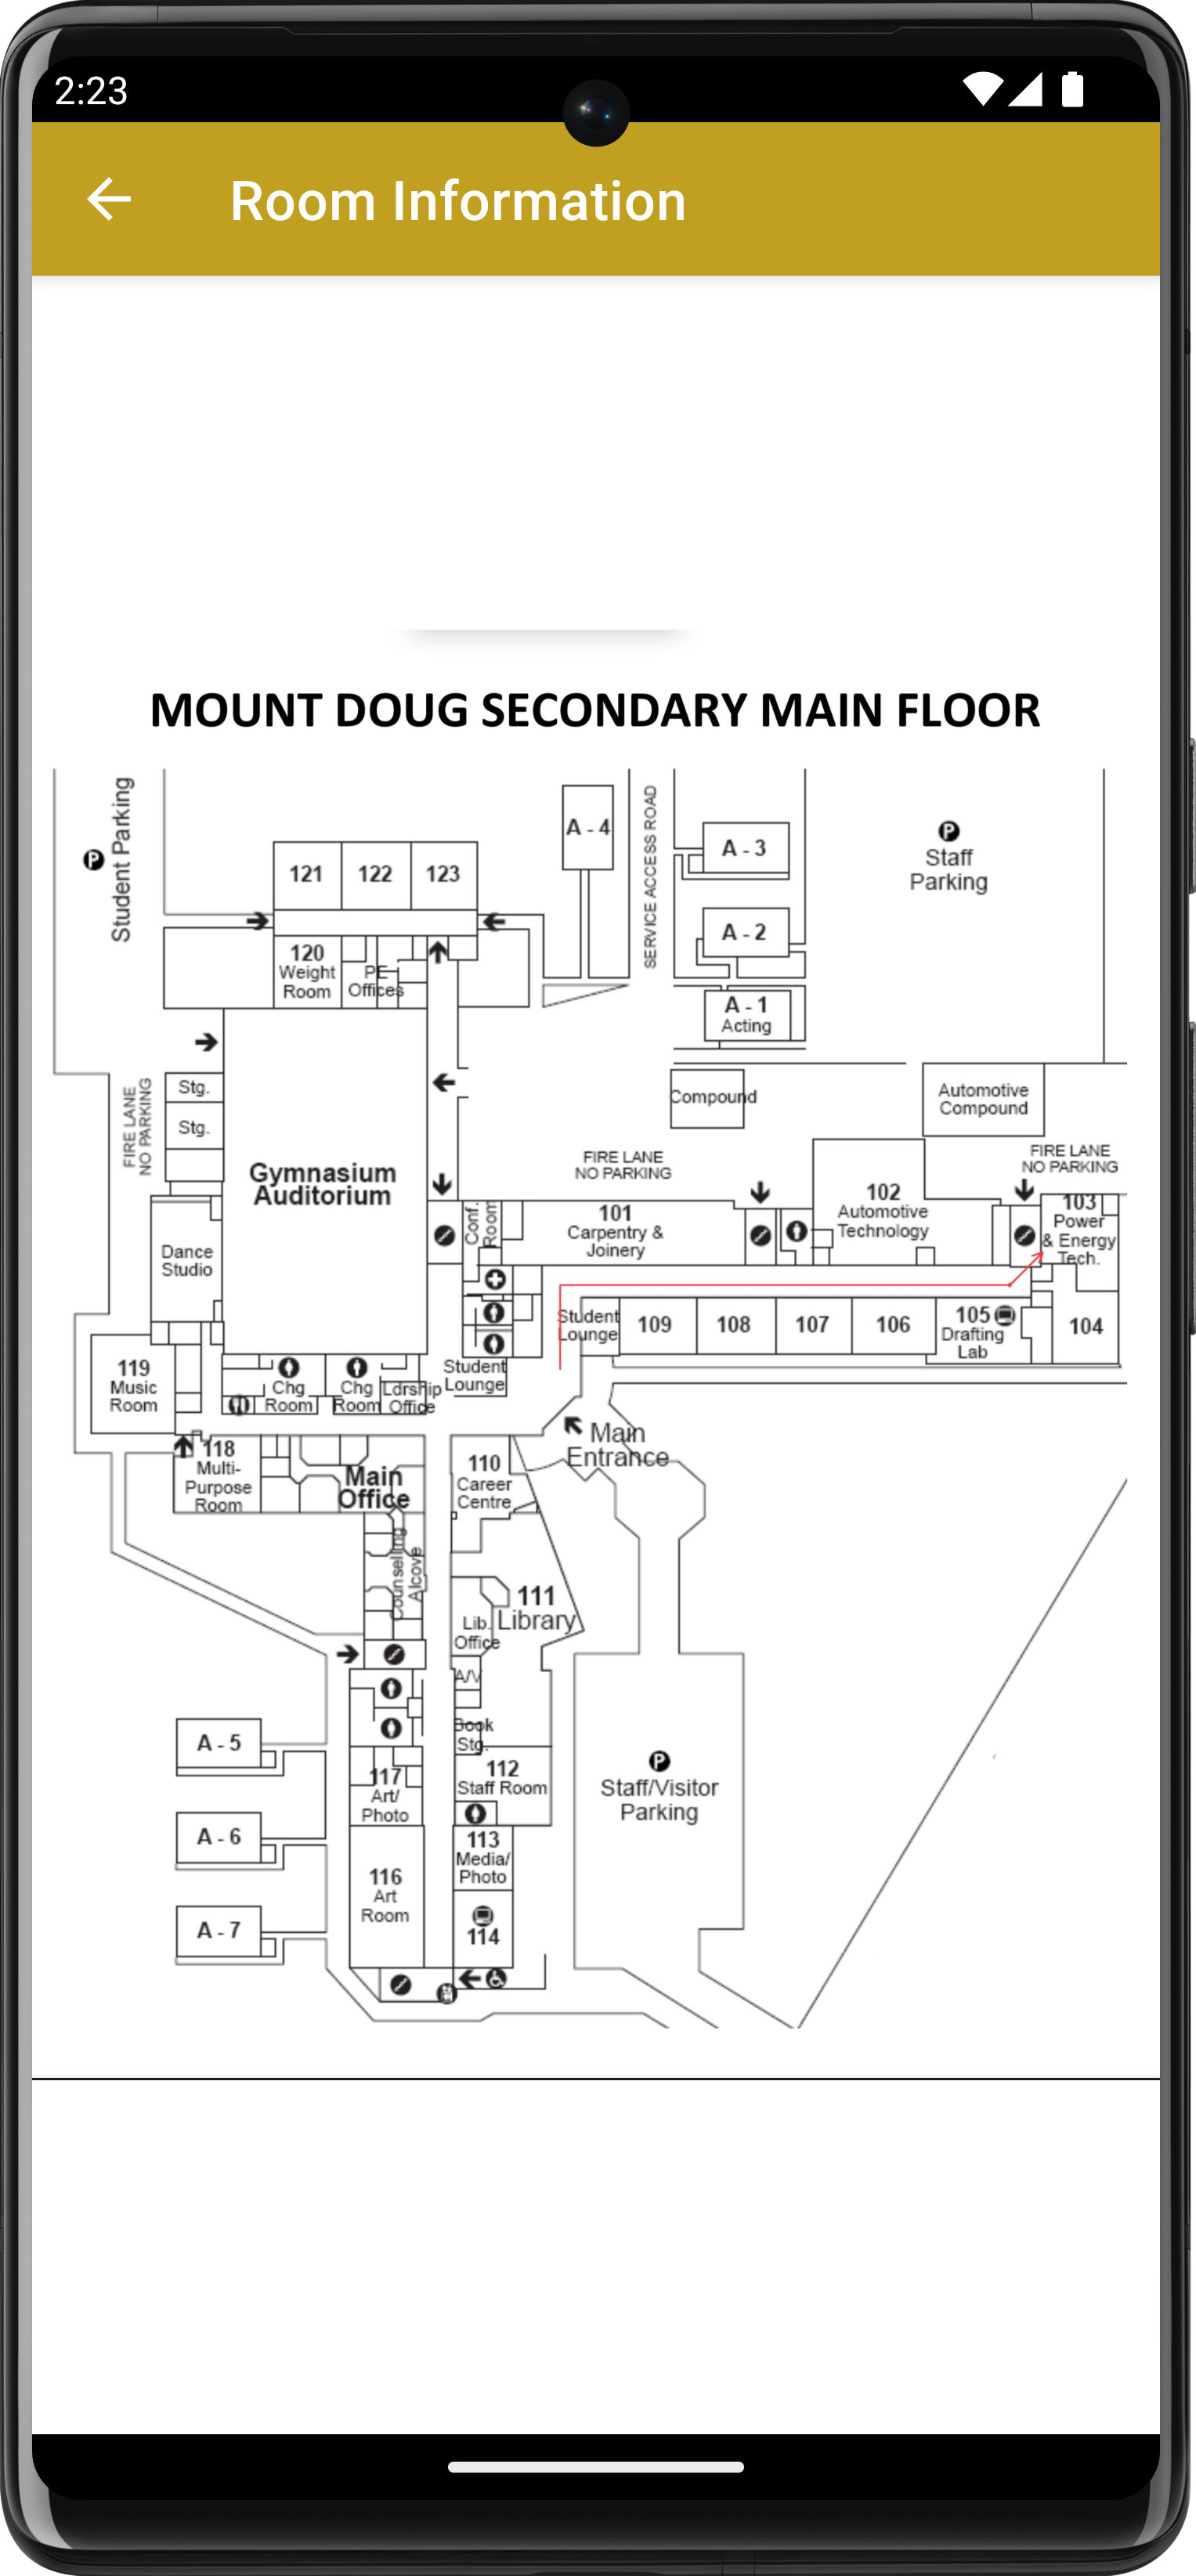 2:23
Room Information
MOUNT DOUG SECONDARY MAIN FLOOR
P
Student Parking
A - 4
SERVICE ACCESS ROAD
A - 3
P
Staff
Parking
121
122
123
A - 2
120
Weight
Room
PE
Offices
A - 1
Acting
Stg.
Stg.
FIRE LANE
NO PARKING
Compound
Automotive
Compound
Gymnasium
Auditorium
FIRE LANE
NO PARKING
FIRE LANE
NO PARKING
Conf.
Room
101
Carpentry &
Joinery
102
Automotive
Technology
103
Power
& Energy
Tech.
Dance
Studio
Student
Lounge
109
108
107
106
105
Drafting
Lab
104
119
Music
Room
Chg
Room
Chg
Room
Ldrship
Office
Student
Lounge
Main
Entrance
118
Multi-
Purpose
Room
Main
Office
110
Career
Centre
Counselling
Alcove
111
Library
Lib.
Office
A/V
Book
Stg.
A - 5
117
Art/
Photo
112
Staff Room
P
Staff/Visitor
Parking
A - 6
113
Media/
Photo
116
Art
Room
A - 7
114